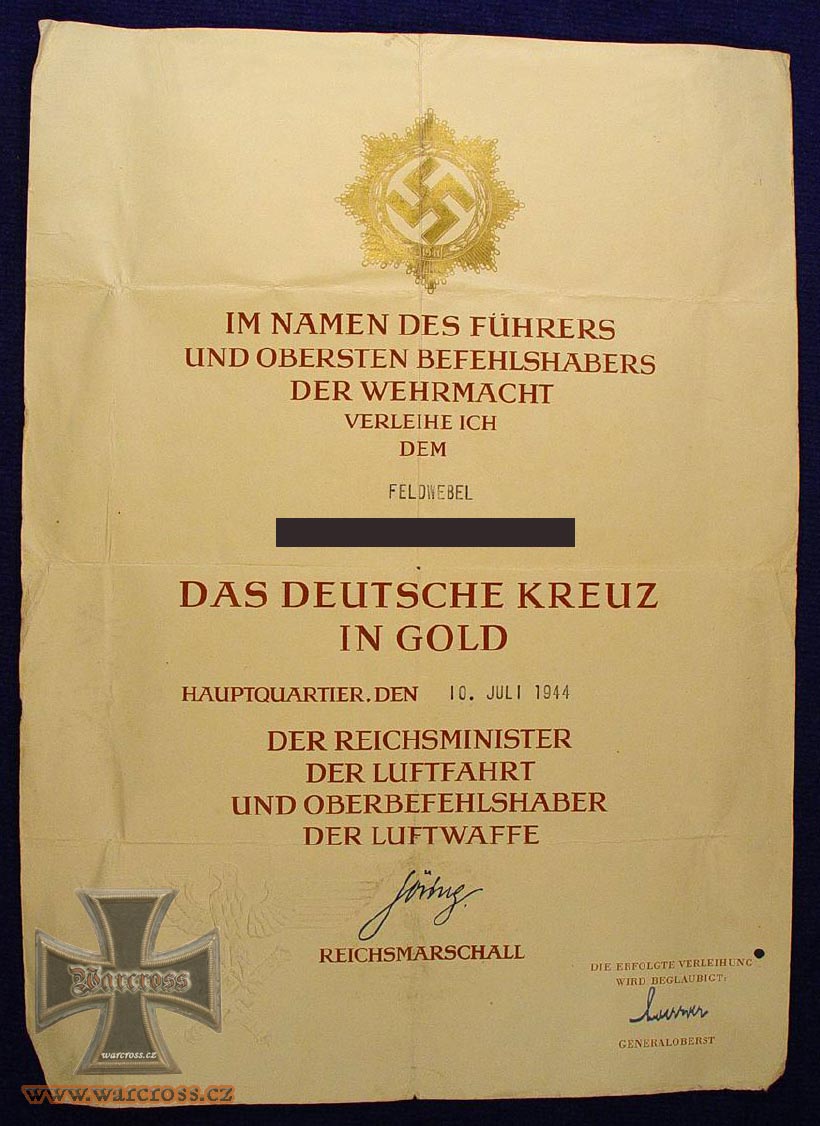 1941
IM NAMEN DES FÜHRERS
UND OBERSTEN BEFEHLSHABERS
DER WEHRMACHT
VERLEIHE ICH
DEM
FELDWEBEL
DAS DEUTSCHE KREUZ
IN GOLD
HAUPTQUARTIER, DEN 10. JULI 1944
DER REICHSMINISTER
DER LUFTFAHRT
UND OBERBEFEHLSHABER
DER LUFTWAFFE
Göring
REICHSMARSCHALL
DIE ERFOLGTE VERLEIHUNG
WIRD BEGLAUBIGT:
GENERALOBERST
Warcross
warcross.cz
www.warcross.cz